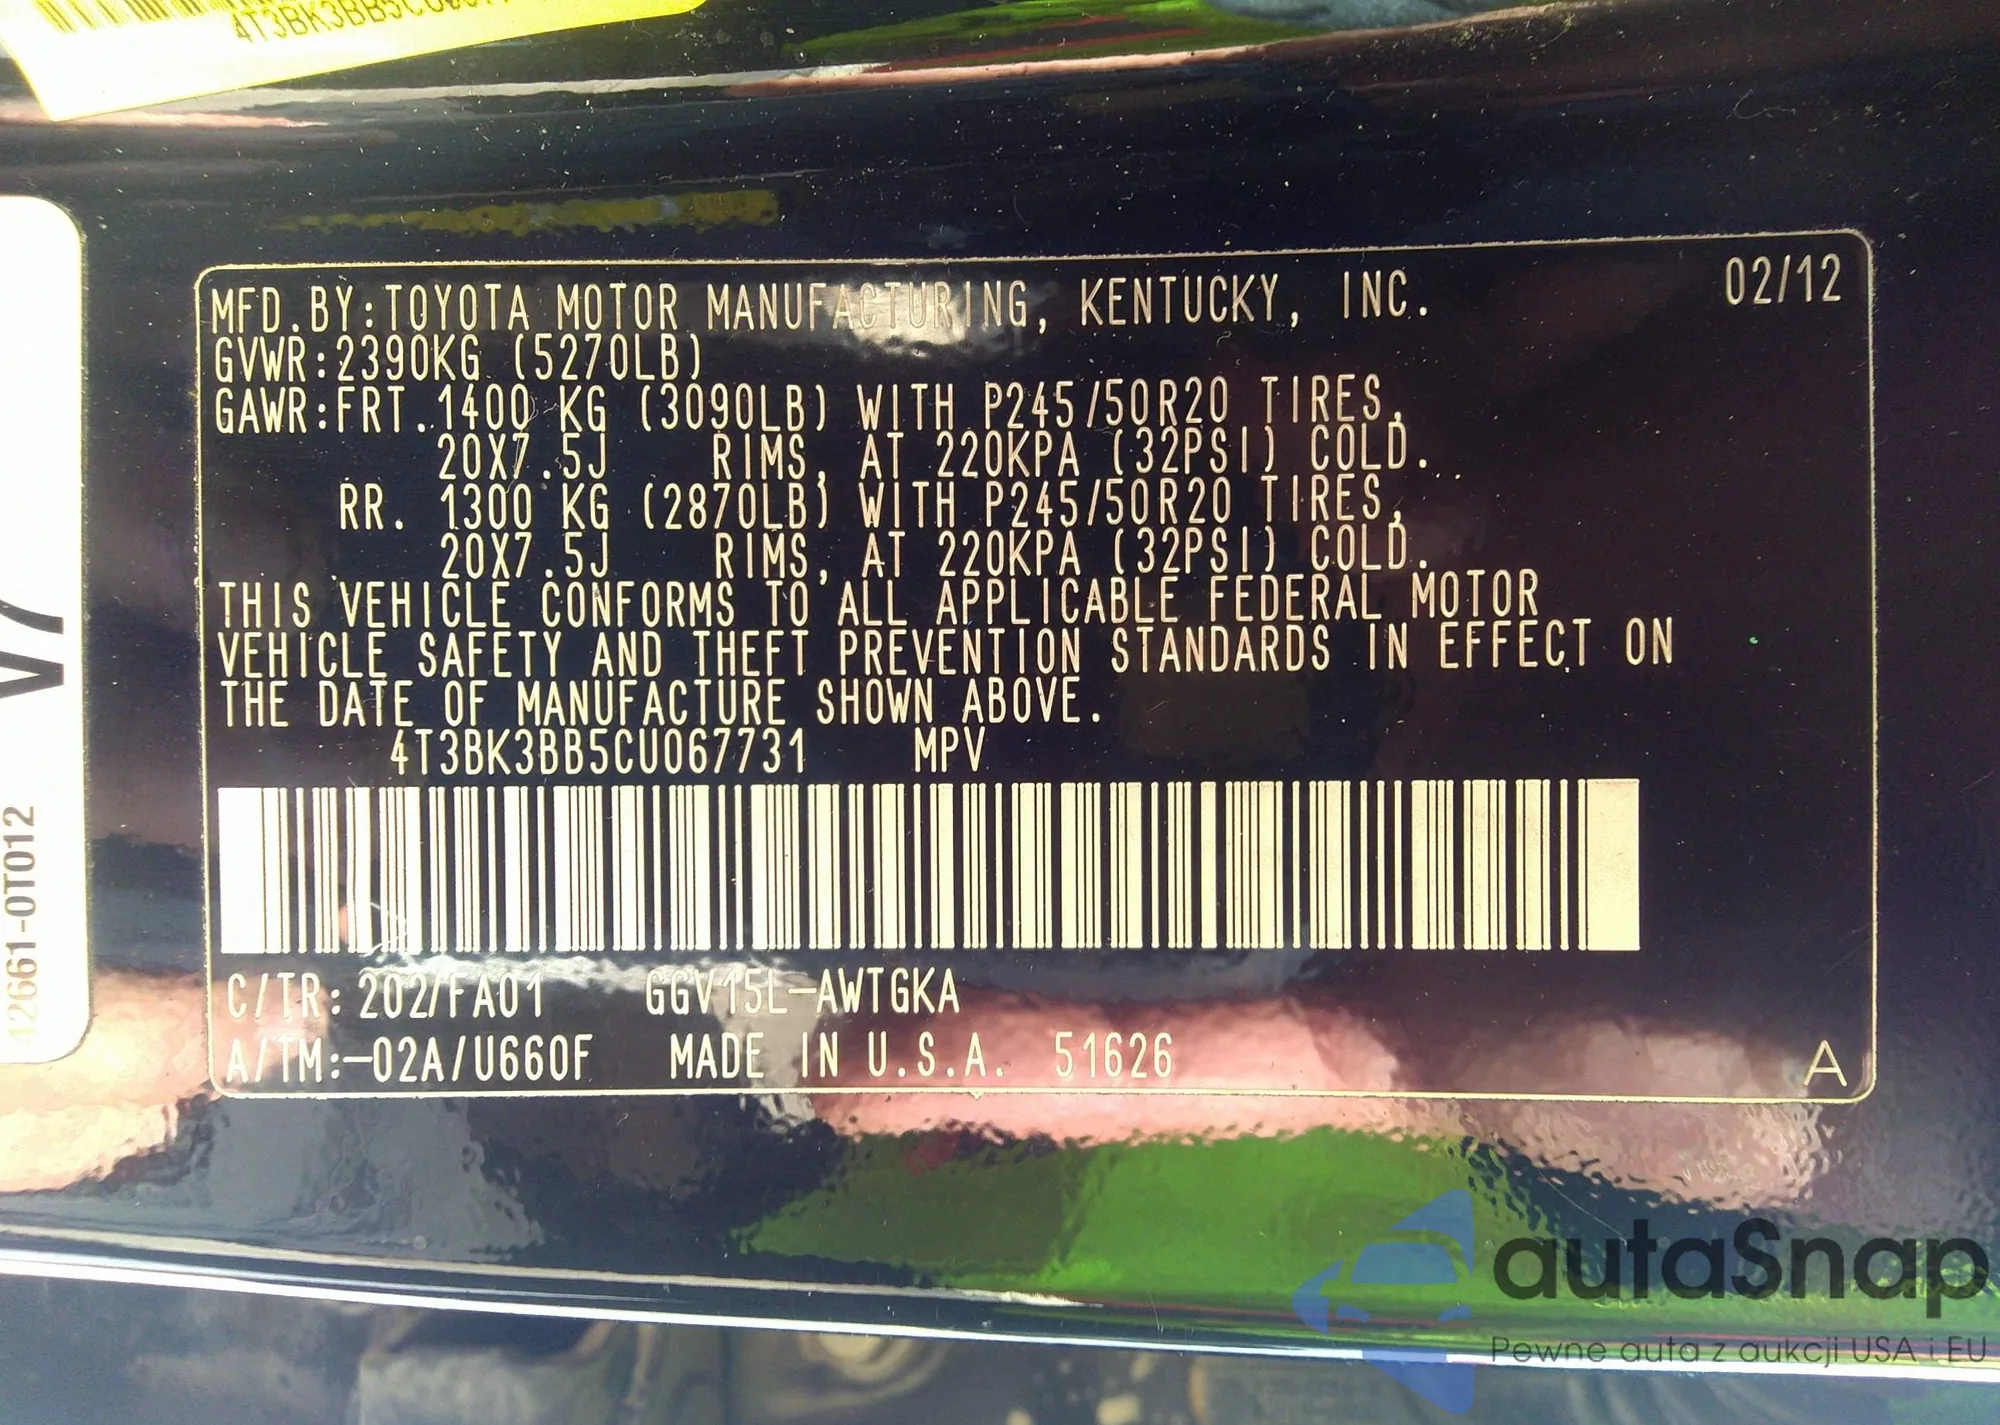 4T3BK3BB5CU067
MFD.BY:TOYOTA MOTOR MANUFACTURING, KENTUCKY, INC. 02/12
GVWR:2390KG (5270LB)
GAWR:FRT.1400 KG (3090LB) WITH P245/50R20 TIRES,
20X7.5J RIMS, AT 220KPA (32PSI) COLD.
RR. 1300 KG (2870LB) WITH P245/50R20 TIRES,
20X7.5J RIMS, AT 220KPA (32PSI) COLD.
THIS VEHICLE CONFORMS TO ALL APPLICABLE FEDERAL MOTOR
VEHICLE SAFETY AND THEFT PREVENTION STANDARDS IN EFFECT ON
THE DATE OF MANUFACTURE SHOWN ABOVE.
4T3BK3BB5CU067731 MPV
C/TR: 202/FA01 GGV15L-AWTGKA
A/TM:-02A/U660F MADE IN U.S.A. 51626 A
42661-0T012
autaSnap
Pewne auta z aukcji USA i EU